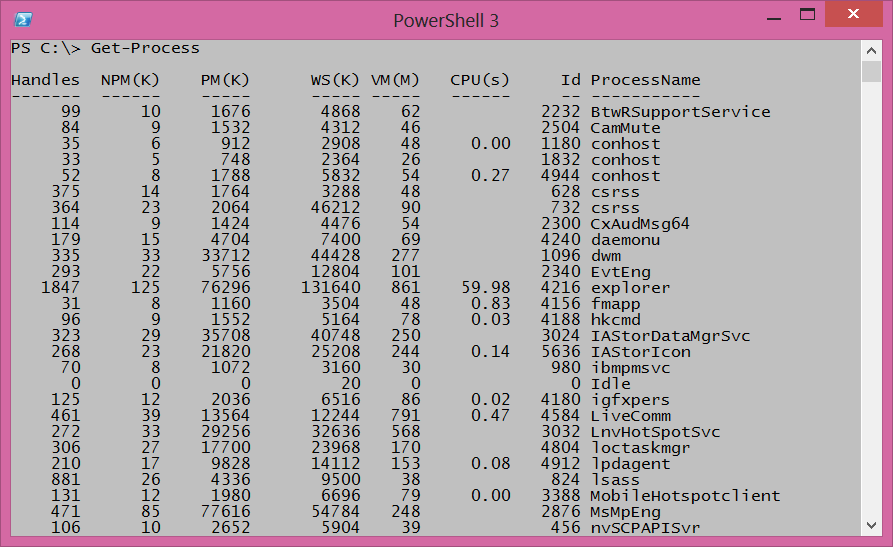 PowerShell 3
PS C:\> Get-Process
Handles  NPM(K)    PM(K)      WS(K) VM(M)   CPU(s)     Id ProcessName
-------  ------    -----      ----- -----   ------     -- -----------
     99      10     1676       4868    62            2232 BtwRSupportService
     84       9     1532       4312    46            2504 CamMute
     35       6      912       2908    48     0.00   1180 conhost
     33       5      748       2364    26            1832 conhost
     52       8     1788       5832    54     0.27   4944 conhost
    375      14     1764       3288    48             628 csrss
    364      23     2064      46212    90             732 csrss
    114       9     1424       4476    54            2300 CxAudMsg64
    179      15     4704       7400    69            4240 daemonu
    335      33    33712      44428   277            1096 dwm
    293      22     5756      12804   101            2340 EvtEng
   1847     125    76296     131640   861    59.98   4216 explorer
     31       8     1160       3504    48     0.83   4156 fmapp
     96       9     1552       5164    78     0.03   4188 hkcmd
    323      29    35708      40748   250            3024 IAStorDataMgrSvc
    268      23    21820      25208   244     0.14   5636 IAStorIcon
     70       8     1072       3160    30             980 ibmpmsvc
      0       0        0         20     0               0 Idle
    125      12     2036       6516    86     0.02   4180 igfxpers
    461      39    13564      12244   791     0.47   4584 LiveComm
    272      33    29256      32636   568            3032 LnvHotSpotSvc
    306      27    17700      23968   170            4804 loctaskmgr
    210      17     9828      14112   153     0.08   4912 lpdagent
    881      26     4336       9500    38             824 lsass
    131      12     1980       6696    79     0.00   3388 MobileHotspotclient
    471      85    77616      54784   248            2876 MsMpEng
    106      10     2652       5904    39             456 nvSCPAPISvr